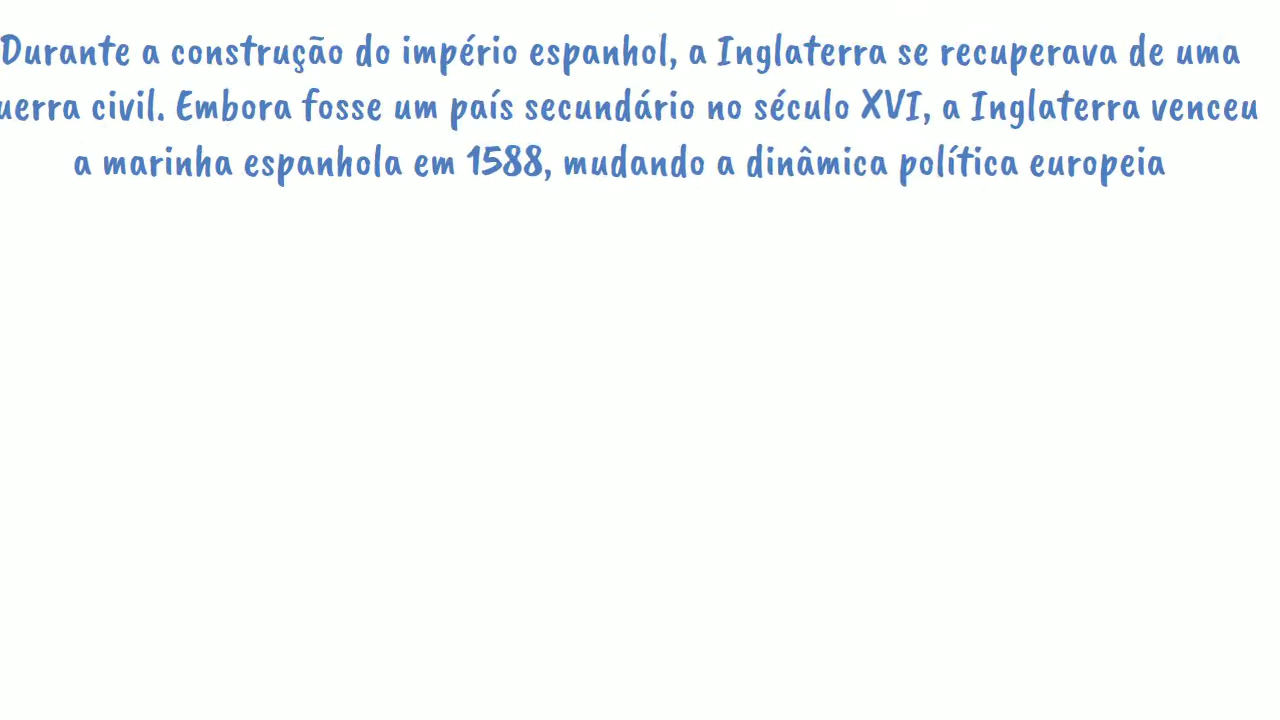 Durante a construção do império espanhol, a Inglaterra se recuperava de uma
uerra civil. Embora fosse um país secundário no século XVI, a Inglaterra venceu
a marinha espanhola em 1588, mudando a dinâmica política europeia